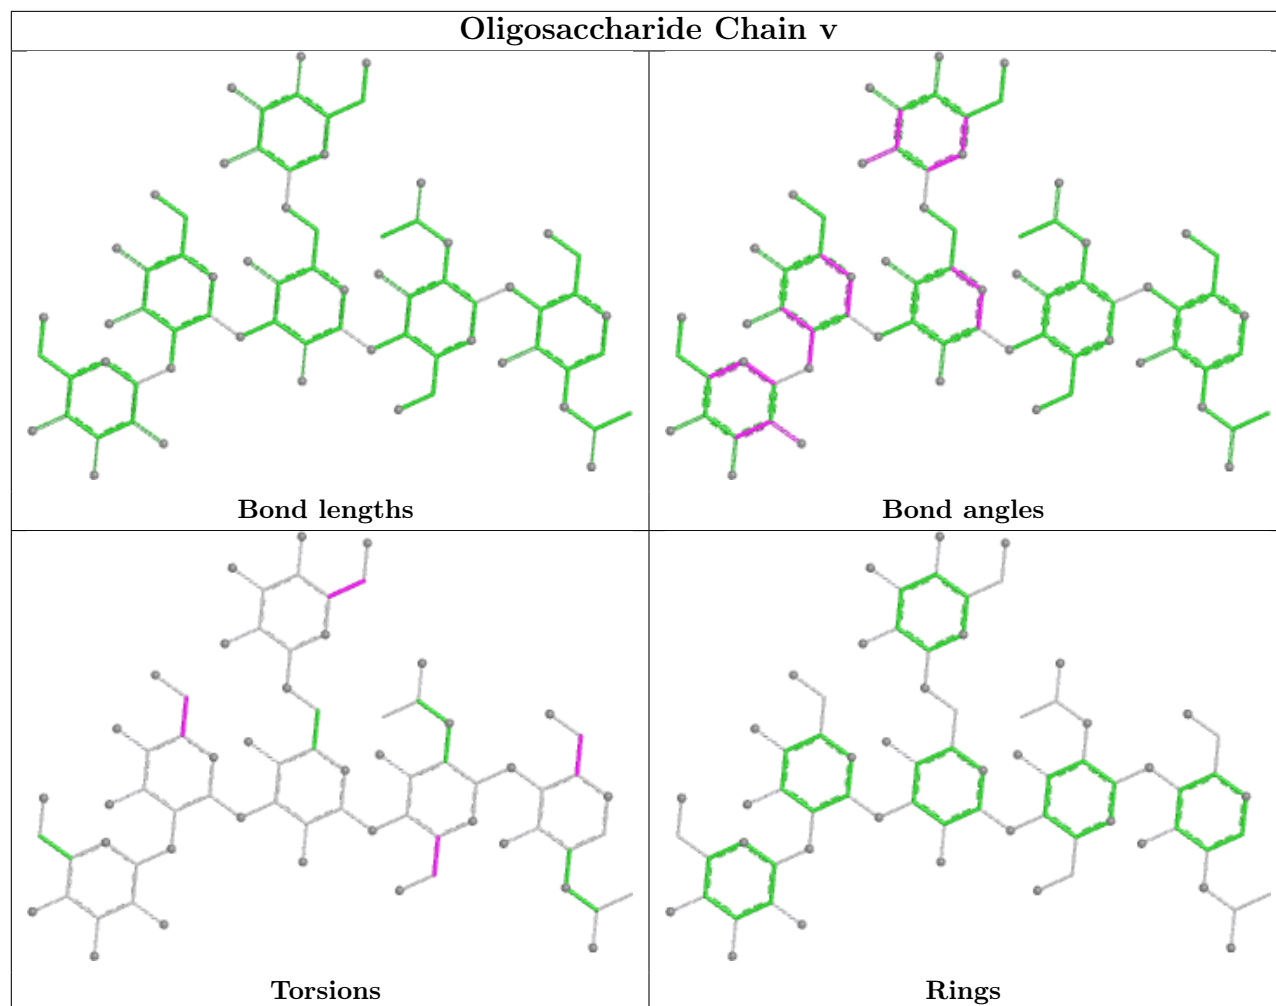 Oligosaccharide Chain v
Bond lengths
Bond angles
Torsions
Rings